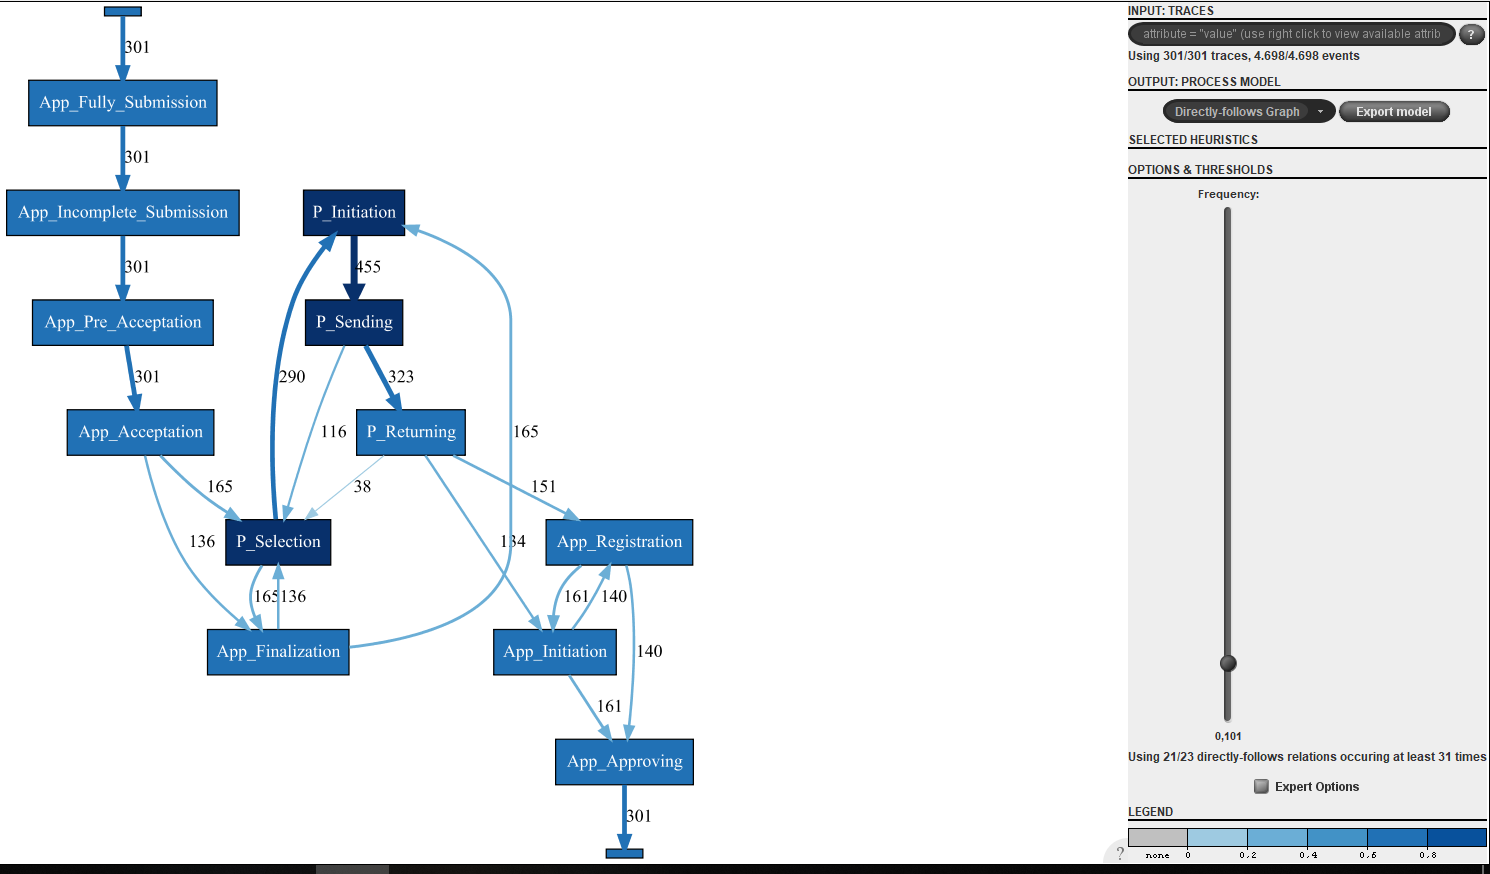 301
App_Fully_Submission
301
App_Incomplete_Submission
P_Initiation
301
455
App_Pre_Acceptation
P_Sending
301
290
323
App_Acceptation
116
P_Returning
165
165
38
151
136
P_Selection
134
App_Registration
165
136
161
140
App_Finalization
App_Initiation
140
161
App_Approving
301
INPUT: TRACES
attribute = "value" (use right click to view available attrib
?
Using 301/301 traces, 4.698/4.698 events
OUTPUT: PROCESS MODEL
Directly-follows Graph
Export model
SELECTED HEURISTICS
OPTIONS & THRESHOLDS
Frequency:
0,101
Using 21/23 directly-follows relations occuring at least 31 times
Expert Options
LEGEND
?
none 0 0.2 0.4 0.6 0.8